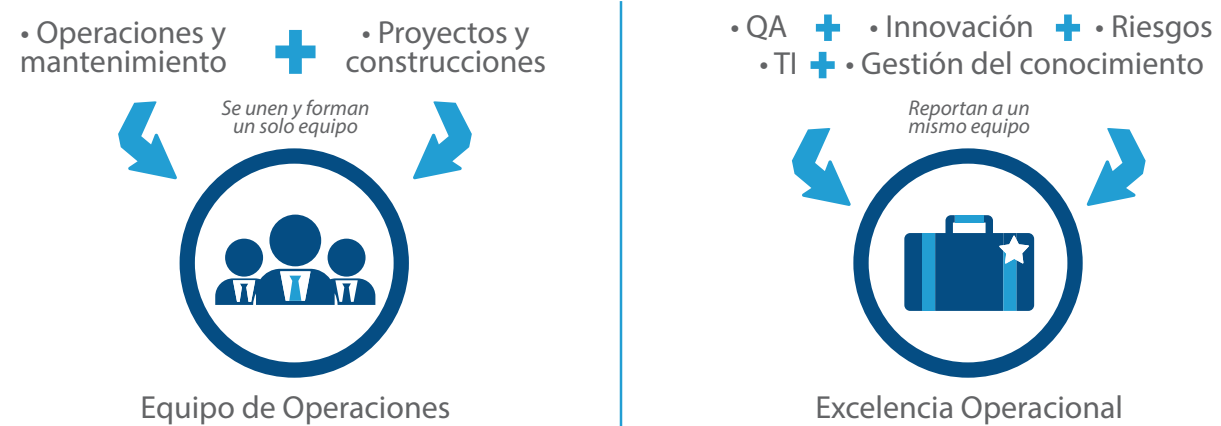 • Operaciones y
mantenimiento
• Proyectos y
construcciones
Se unen y forman
un solo equipo
Equipo de Operaciones
• QA + • Innovación + • Riesgos
• TI + • Gestión del conocimiento
Reportan a un
mismo equipo
Excelencia Operacional